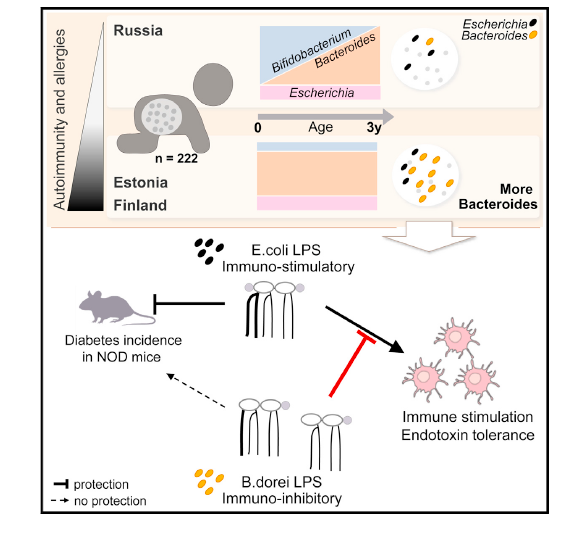 Autoimmunity and allergies
Russia
Bifidobacterium
Bacteroides
Escherichia
Escherichia
Bacteroides
0 Age 3y
n = 222
Estonia
Finland
More
Bacteroides
E.coli LPS
Immuno-stimulatory
Diabetes incidence
in NOD mice
Immune stimulation
Endotoxin tolerance
B.dorei LPS
Immuno-inhibitory
protection
no protection